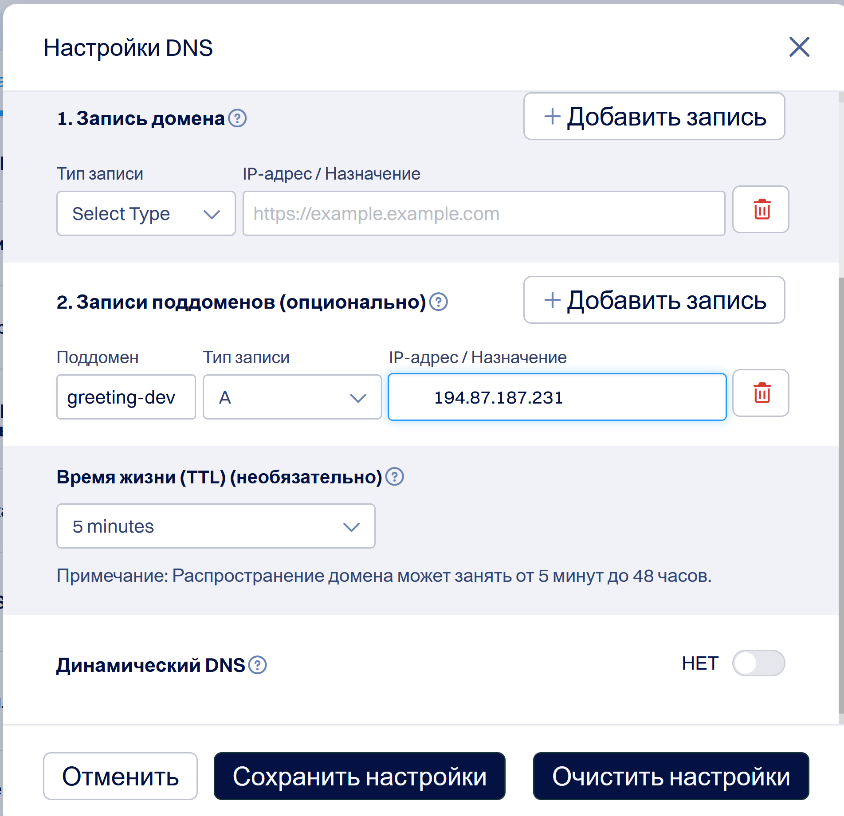 Настройки DNS
1. Запись домена ?
+ Добавить запись
Тип записи
IP-адрес / Назначение
Select Type
https://example.example.com
2. Записи поддоменов (опционально) ?
+ Добавить запись
Поддомен
Тип записи
IP-адрес / Назначение
greeting-dev
A
194.87.187.231
Время жизни (TTL) (необязательно) ?
5 minutes
Примечание: Распространение домена может занять от 5 минут до 48 часов.
Динамический DNS ?
НЕТ
Отменить
Сохранить настройки
Очистить настройки